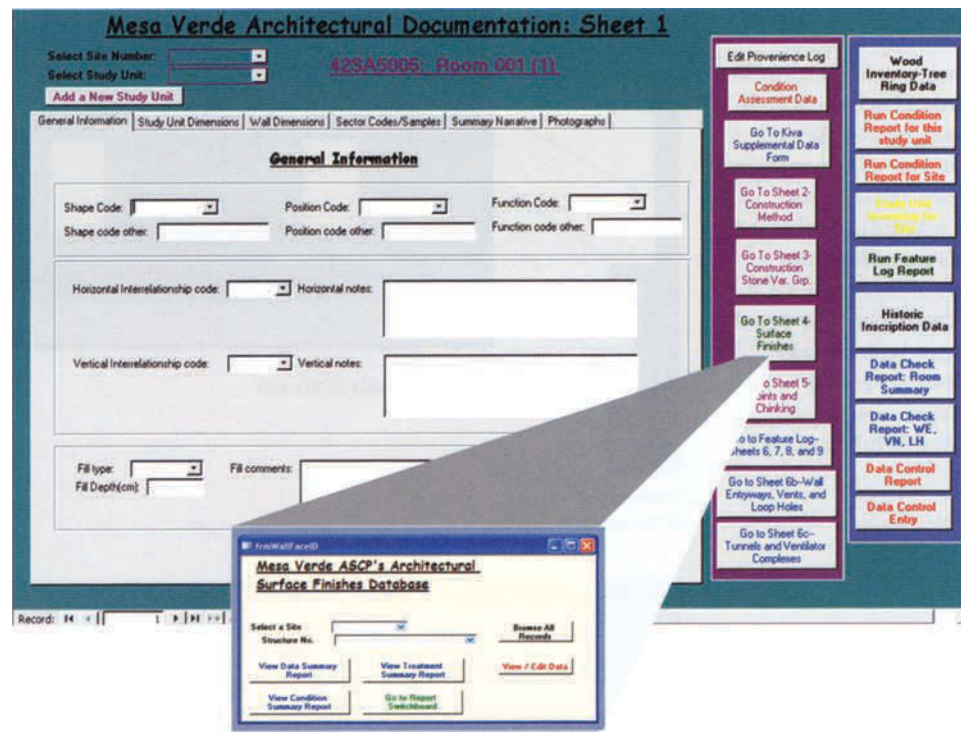 Mesa Verde Architectural Documentation: Sheet 1
Select Site Number:
Select Study Unit:
42SA5005: Room 001 (1)
Add a New Study Unit
General Information
Study Unit Dimensions
Wall Dimensions
Sector Codes/Samples
Summary Narrative
Photographs
General Information
Shape Code:
Position Code:
Function Code:
Shape code other:
Position code other:
Function code other:
Horizontal Interrelationship code:
Horizontal notes:
Vertical Interrelationship code:
Vertical notes:
Fill type:
Fill comments:
Fill Depth(cm):
Record:
1
Edit Provenience Log
Condition
Assessment Data
Go To Kiva
Supplemental Data
Form
Go To Sheet 2-
Construction
Method
Go To Sheet 3-
Construction
Stone Var. Grp.
Go To Sheet 4-
Surface
Finishes
o Sheet 5-
oints and
Chinking
o to Feature Log--
heets 6, 7, 8, and 9
Go to Sheet 6b--Wall
Entryways, Vents, and
Loop Holes
Go to Sheet 6c--
Tunnels and Ventilator
Complexes
Wood
Inventory-Tree
Ring Data
Run Condition
Report for this
study unit
Run Condition
Report for Site
Inventory for
Site
Run Feature
Log Report
Historic
Inscription Data
Data Check
Report: Room
Summary
Data Check
Report: WE,
VN, LH
Data Control
Report
Data Control
Entry
frmWallFaceID
Mesa Verde ASCP's Architectural
Surface Finishes Database
Select a Site
Structure No.
Browse All
Records
View Data Summary
Report
View Treatment
Summary Report
View / Edit Data
View Condition
Summary Report
Go to Report
Switchboard